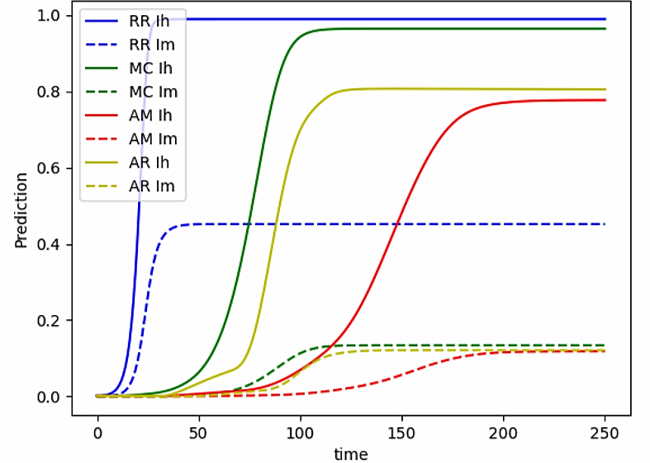 1.0
0.8
0.6
0.4
0.2
0.0
Prediction
RR Ih
RR Im
MC Ih
MC Im
AM Ih
AM Im
AR Ih
AR Im
0 50 100 150 200 250
time